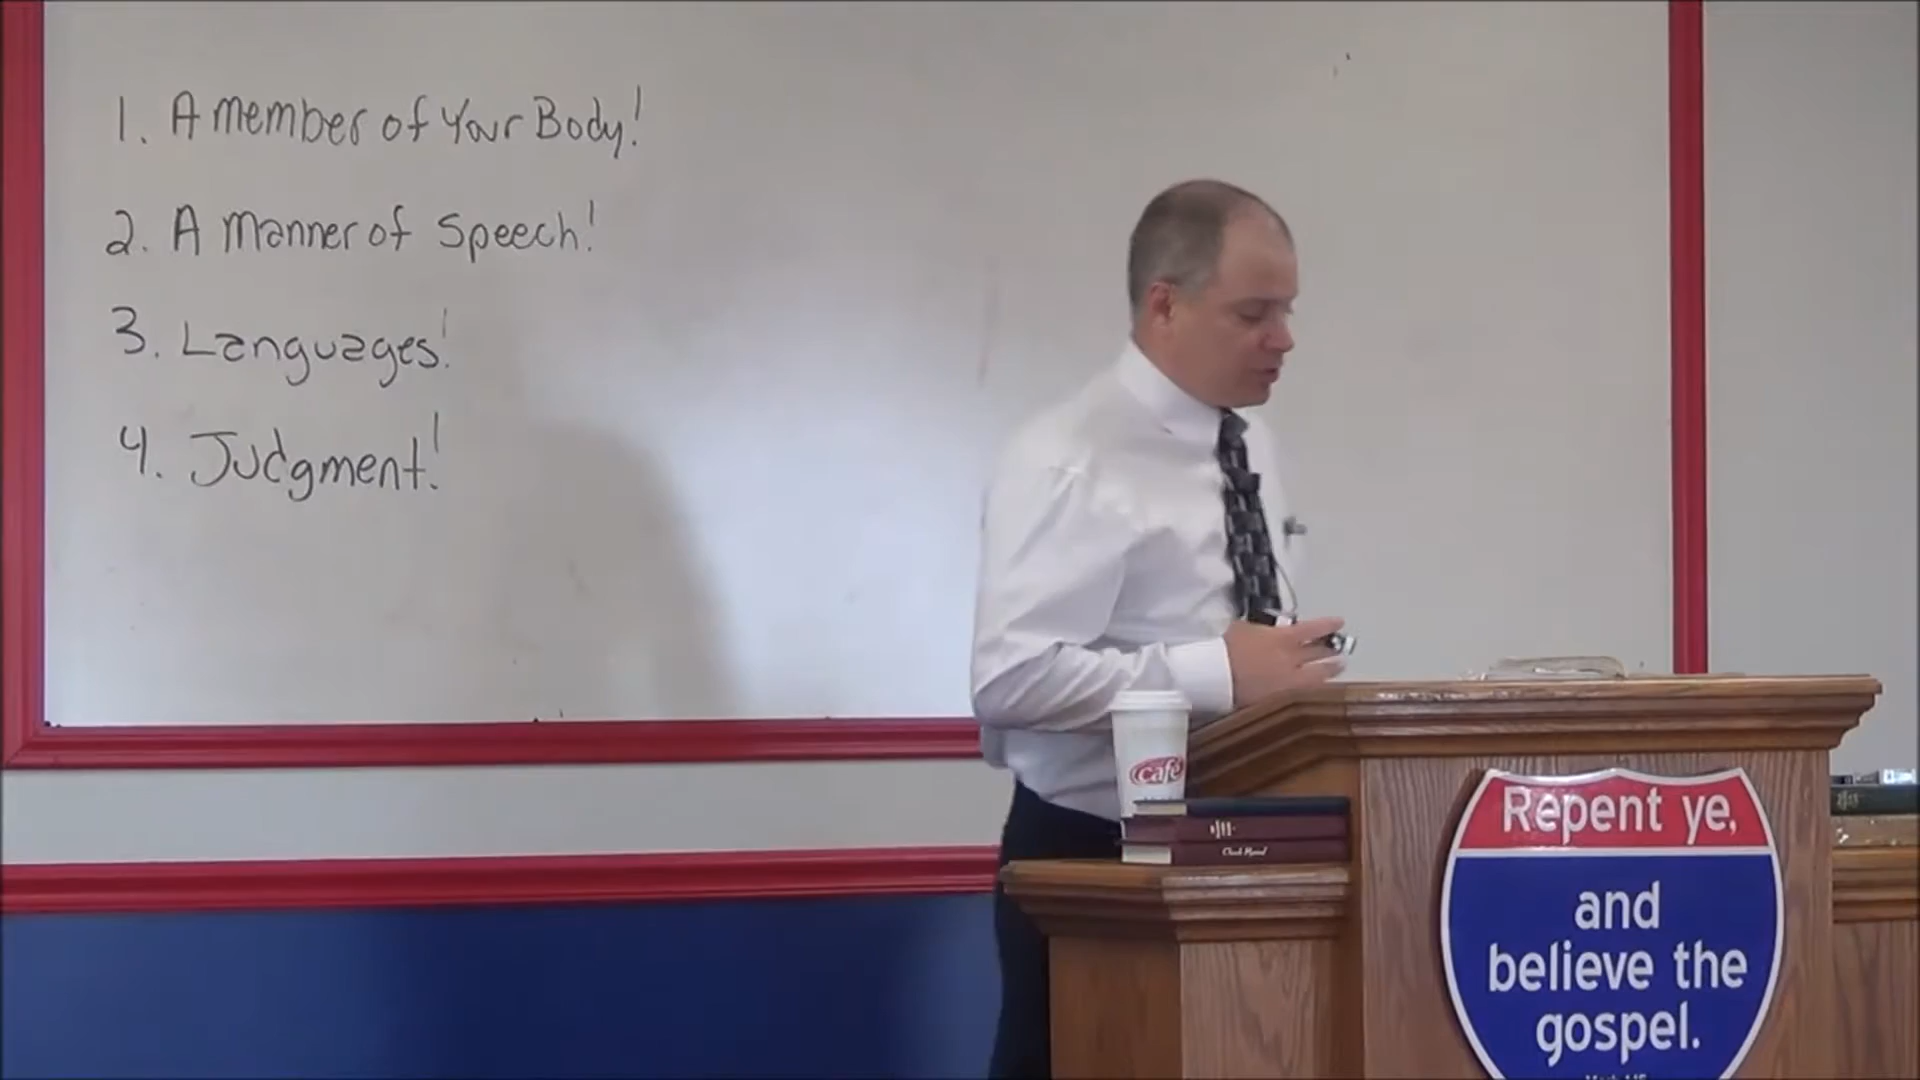 1. A Member of Your Body!
2. A Manner of Speech!
3. Languages!
4. Judgment!
café
Repent ye,
and
believe the
gospel.